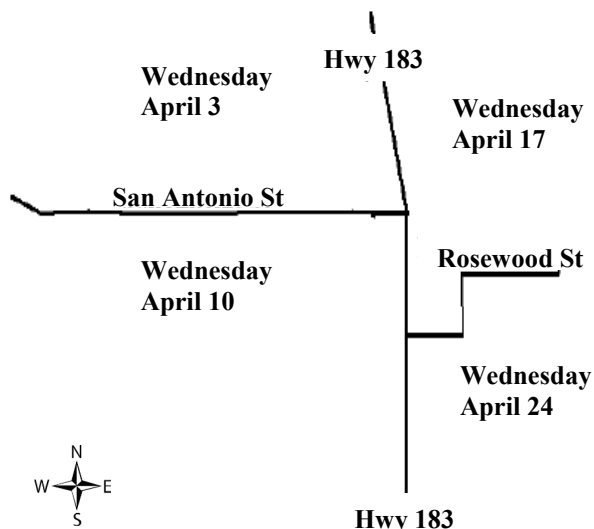 Hwy 183
Wednesday
April 3
Wednesday
April 17
San Antonio St
Rosewood St
Wednesday
April 10
Wednesday
April 24
N
W E
S
Hwy 183